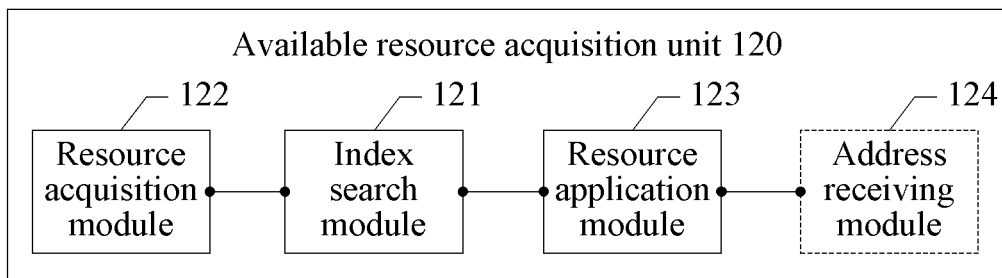 Available resource acquisition unit 120
122
121
123
124
Resource
acquisition
module
Index
search
module
Resource
application
module
Address
receiving
module